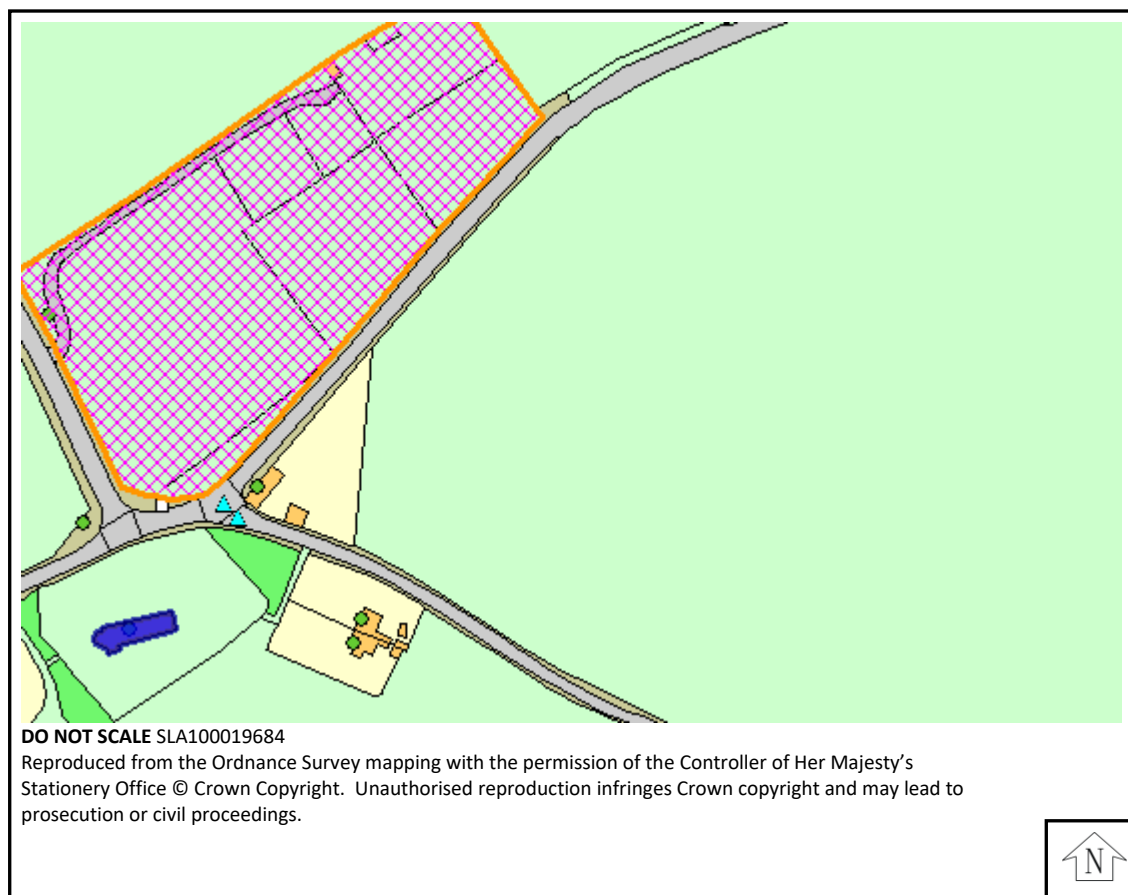 DO NOT SCALE SLA100019684
Reproduced from the Ordnance Survey mapping with the permission of the Controller of Her Majesty’s
Stationery Office © Crown Copyright.  Unauthorised reproduction infringes Crown copyright and may lead to
prosecution or civil proceedings.
N